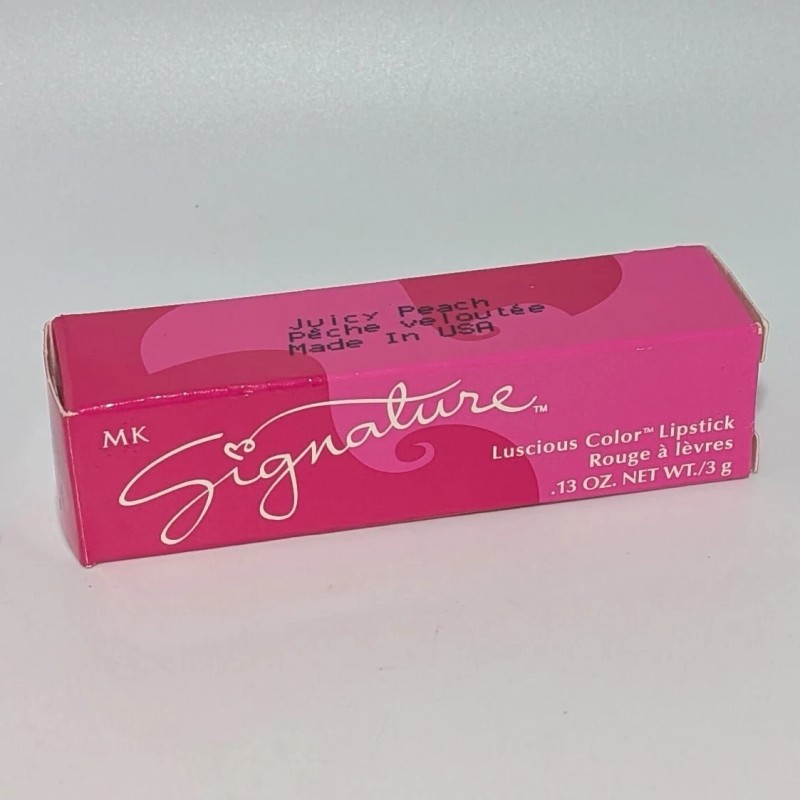 Juicy Peach
Pêche veloutée
Made In USA
MK
Signature™
Luscious Color™ Lipstick
Rouge à lèvres
.13 OZ. NET WT./3 g